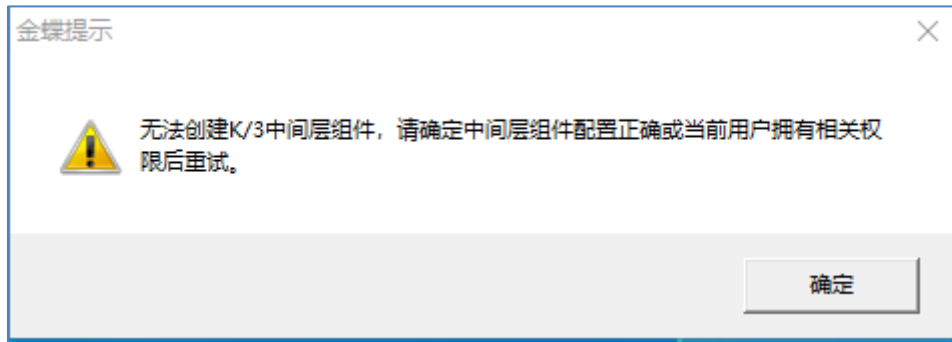 金蝶提示
无法创建K/3中间层组件，请确定中间层组件配置正确或当前用户拥有相关权
限后重试。
确定